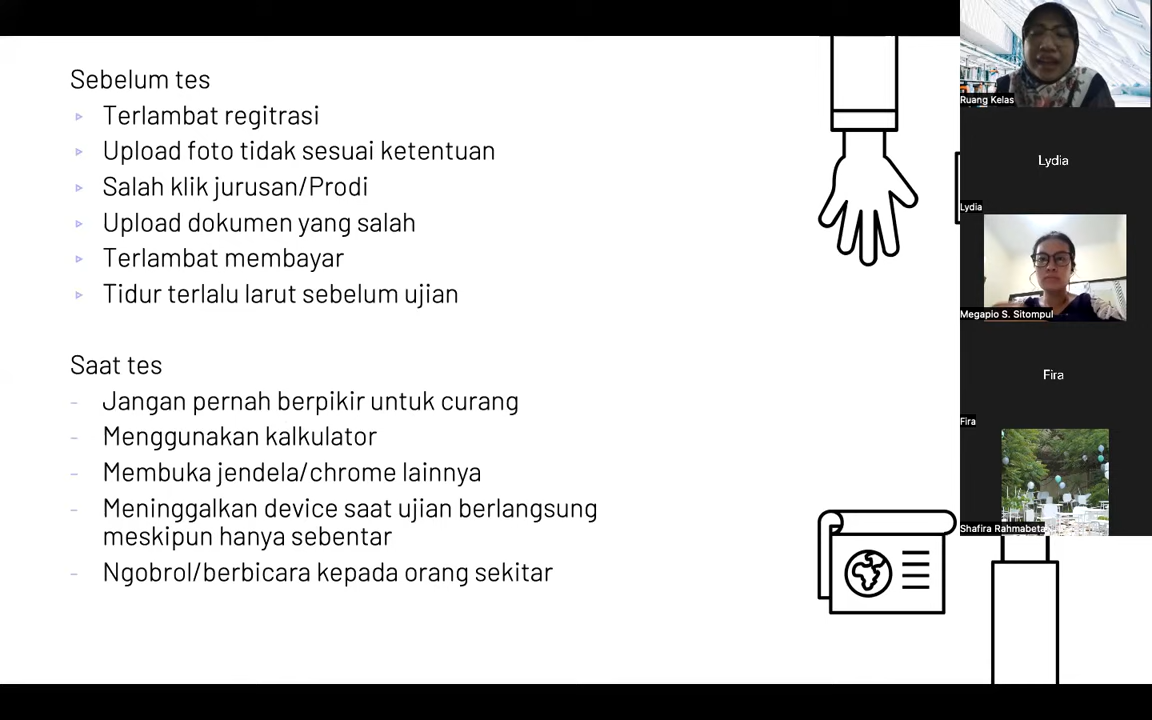 Sebelum tes
▹ Terlambat regitrasi
▹ Upload foto tidak sesuai ketentuan
▹ Salah klik jurusan/Prodi
▹ Upload dokumen yang salah
▹ Terlambat membayar
▹ Tidur terlalu larut sebelum ujian
Saat tes
- Jangan pernah berpikir untuk curang
- Menggunakan kalkulator
- Membuka jendela/chrome lainnya
- Meninggalkan device saat ujian berlangsung
meskipun hanya sebentar
- Ngobrol/berbicara kepada orang sekitar
Ruang Kelas
Lydia
Lydia
Megapio S. Sitompul
Fira
Fira
Shafira Rahmabeta